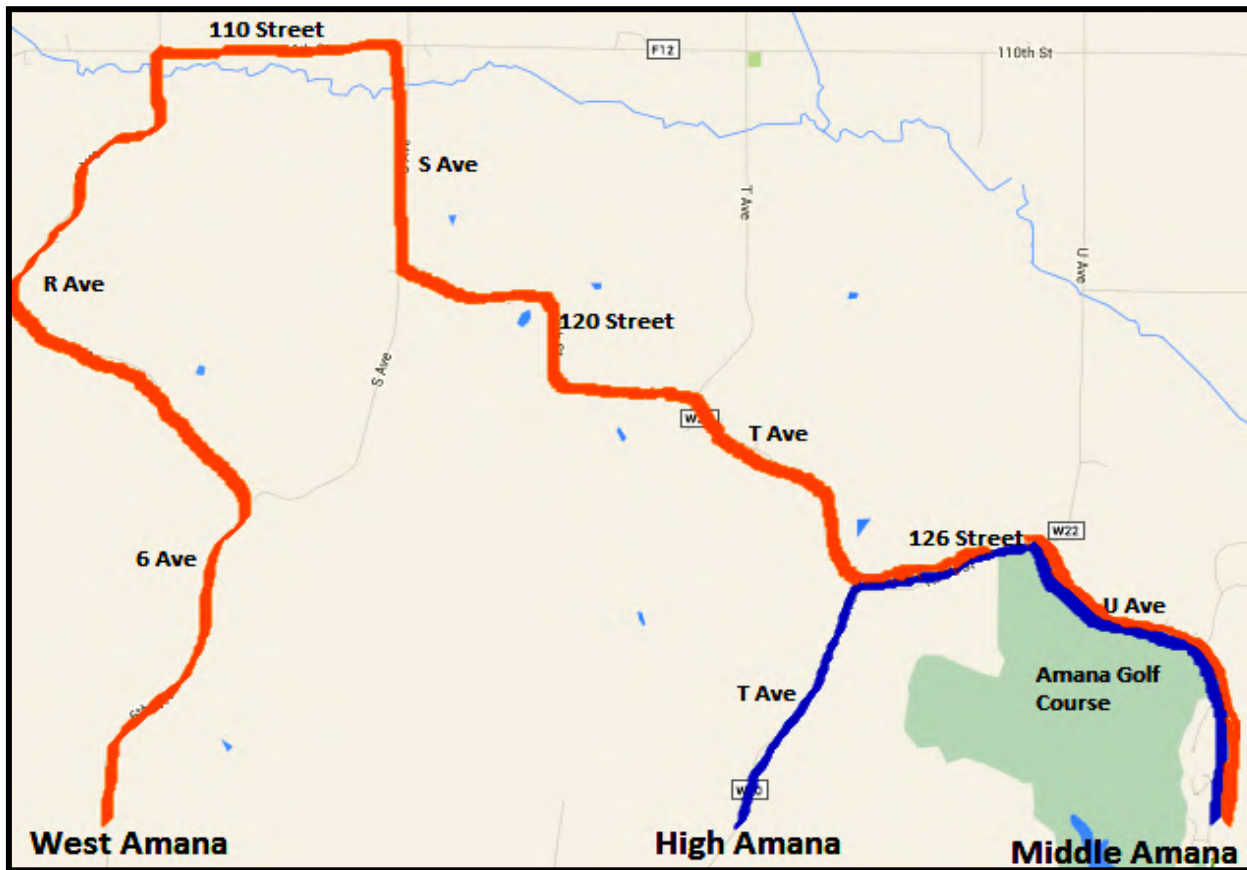 110 Street
F12
110th St
S Ave
T Ave
R Ave
U Ave
120 Street
S Ave
T Ave
W22
126 Street
6 Ave
U Ave
T Ave
Amana Golf
Course
West Amana
High Amana
Middle Amana